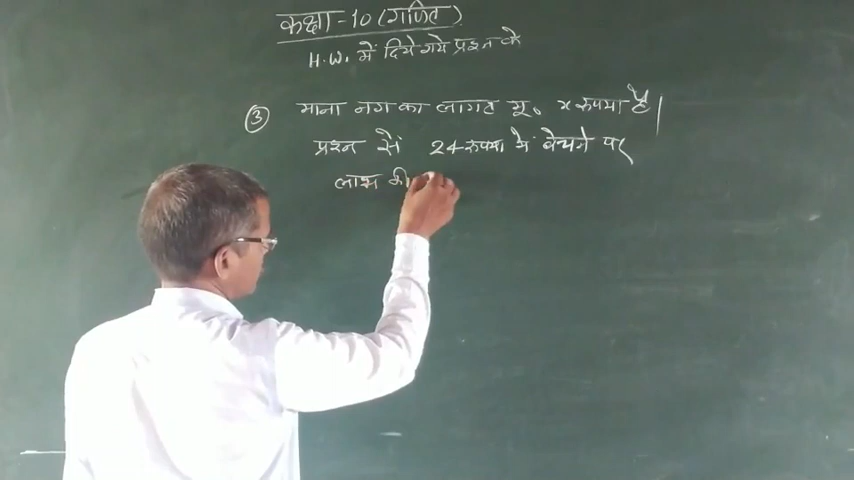 कक्षा-10 (गणित)
H.W. में दिये गये प्रश्न के
③ माना नग का लागत मू. x रुपया है।
प्रश्न सें 24 रुपया में बेचने पर
लाभ की